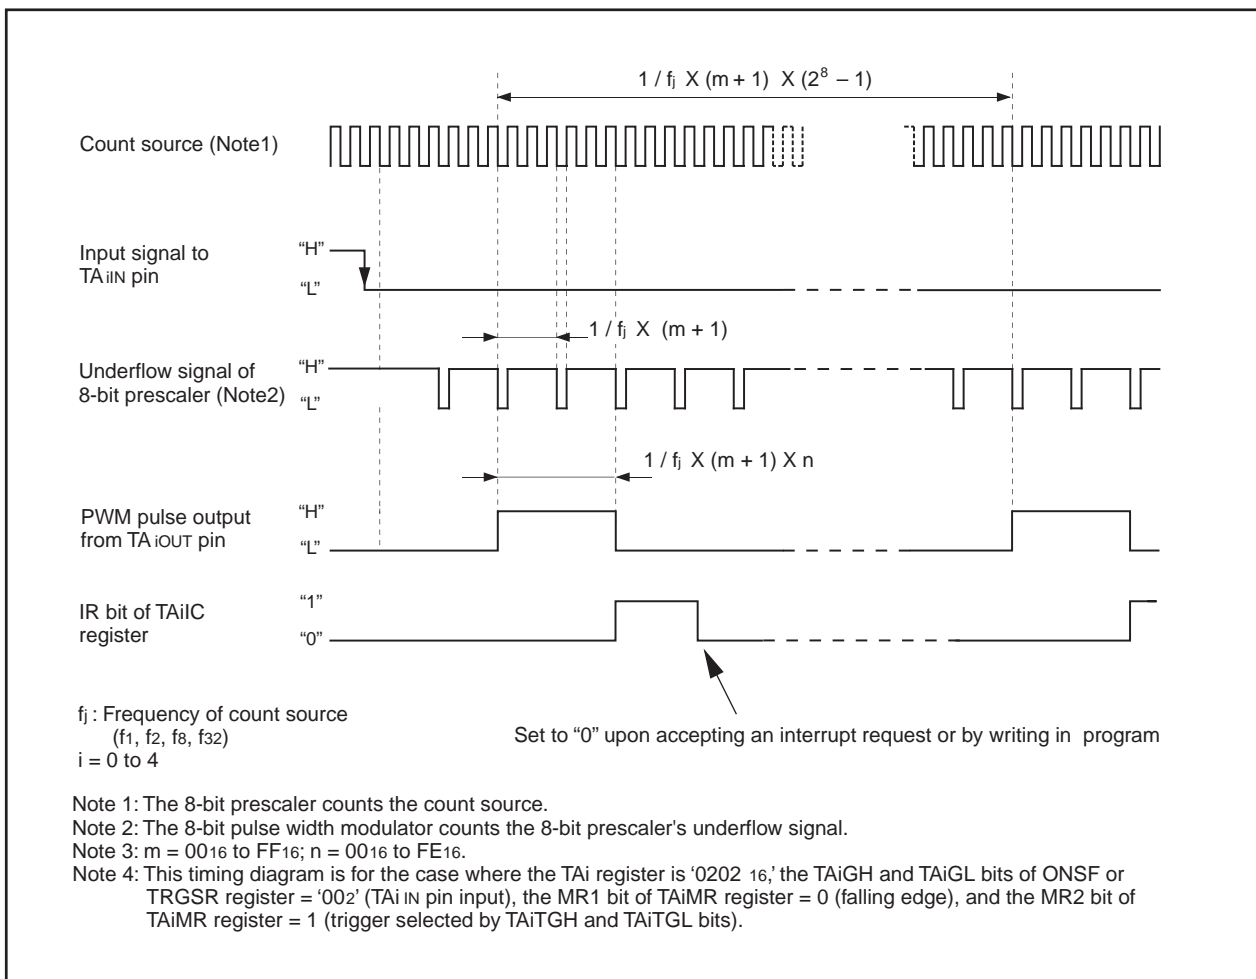 1 / fj X (m + 1) X (2⁸ – 1)
Count source (Note1)
Input signal to
TAiIN pin
“H”
“L”
1 / fj X (m + 1)
Underflow signal of
8-bit prescaler (Note2)
“H”
“L”
1 / fj X (m + 1) X n
PWM pulse output
from TAiOUT pin
“H”
“L”
IR bit of TAiIC
register
“1”
“0”
fj : Frequency of count source
(f1, f2, f8, f32)
i = 0 to 4
Set to “0” upon accepting an interrupt request or by writing in program
Note 1: The 8-bit prescaler counts the count source.
Note 2: The 8-bit pulse width modulator counts the 8-bit prescaler's underflow signal.
Note 3: m = 0016 to FF16; n = 0016 to FE16.
Note 4: This timing diagram is for the case where the TAi register is ‘0202 16,’ the TAiGH and TAiGL bits of ONSF or
TRGSR register = ‘002’ (TAi IN pin input), the MR1 bit of TAiMR register = 0 (falling edge), and the MR2 bit of
TAiMR register = 1 (trigger selected by TAiTGH and TAiTGL bits).